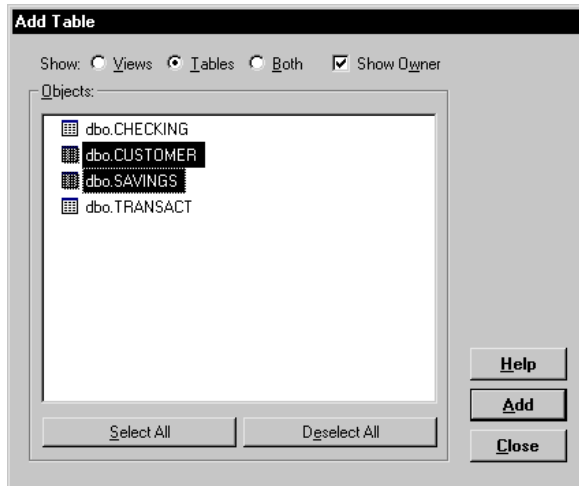 Add Table
Show: Views Tables Both Show Owner
Objects:
dbo.CHECKING
dbo.CUSTOMER
dbo.SAVINGS
dbo.TRANSACT
Help
Add
Select All Deselect All
Close